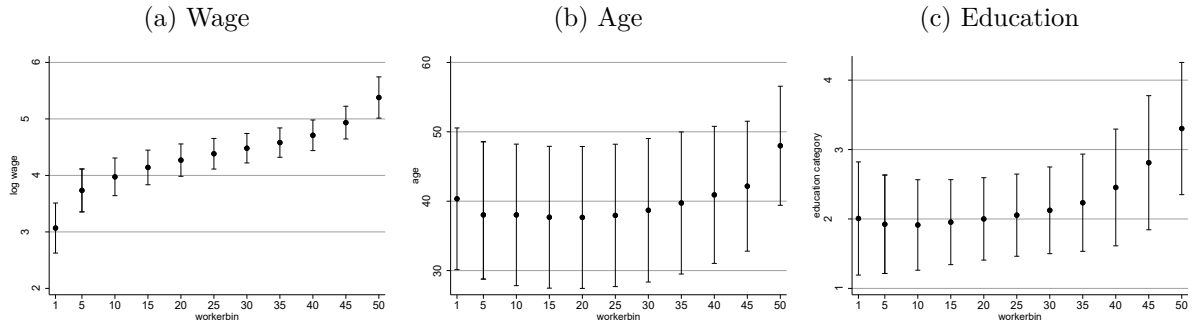 (a) Wage
6
5
4
3
2
log wage
1 5 10 15 20 25 30 35 40 45 50
workerbin
(b) Age
60
50
40
30
age
1 5 10 15 20 25 30 35 40 45 50
workerbin
(c) Education
4
3
2
1
education category
1 5 10 15 20 25 30 35 40 45 50
workerbin